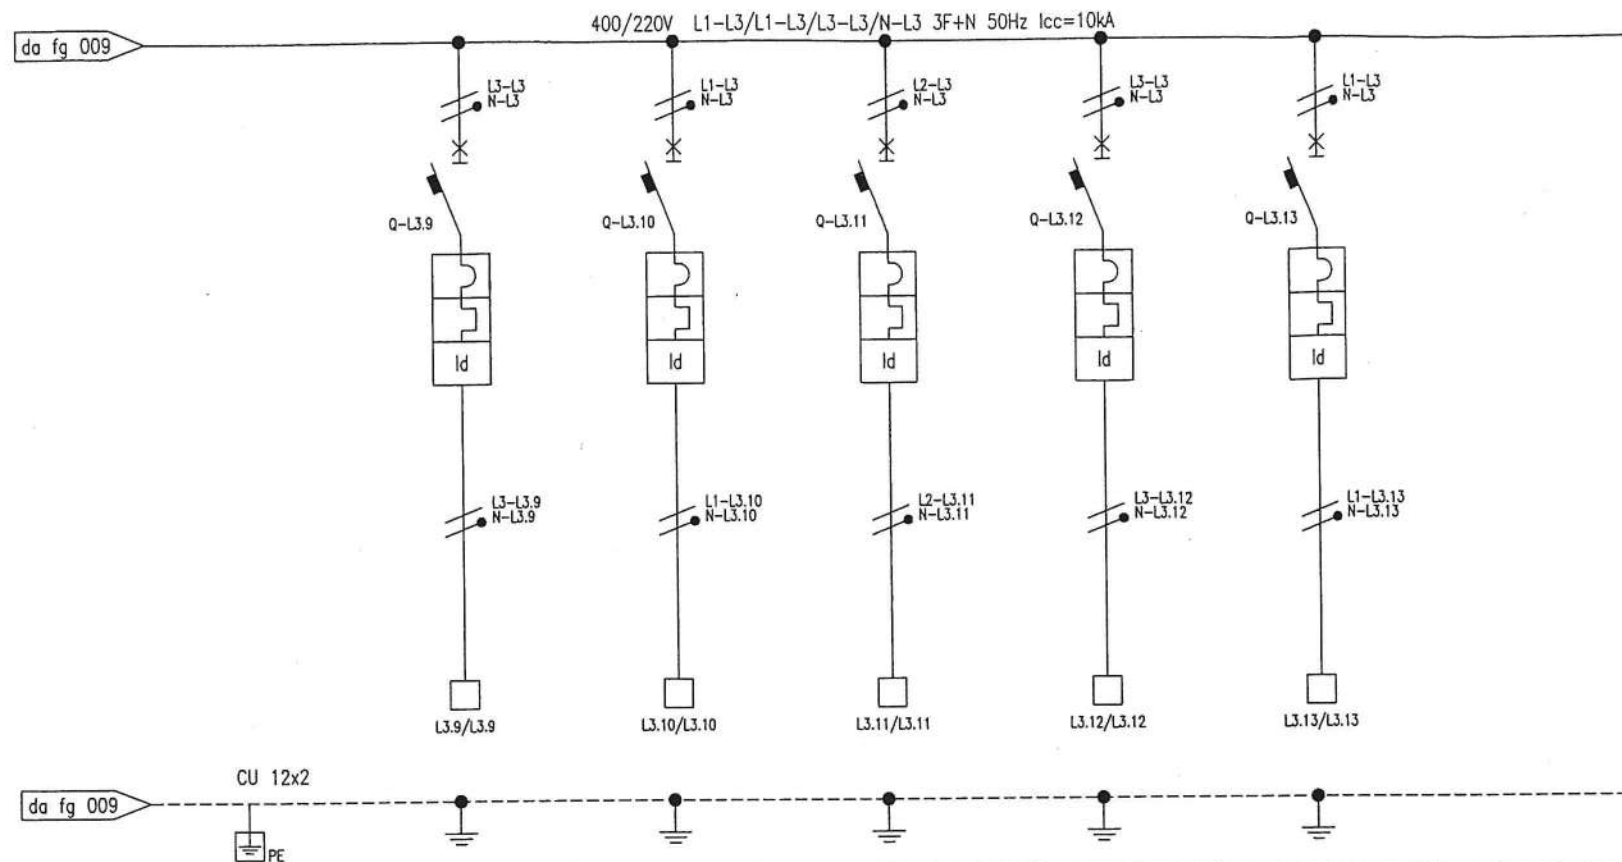 400/220V L1-L3/L1-L3/L3-L3/N-L3 3F+N 50Hz Icc=10kA
da fg 009
L3-L3
N-L3
L1-L3
N-L3
L2-L3
N-L3
L3-L3
N-L3
L1-L3
N-L3
Q-L3.9
Q-L3.10
Q-L3.11
Q-L3.12
Q-L3.13
Id
Id
Id
Id
Id
L3-L3.9
N-L3.9
L1-L3.10
N-L3.10
L2-L3.11
N-L3.11
L3-L3.12
N-L3.12
L1-L3.13
N-L3.13
L3.9/L3.9
L3.10/L3.10
L3.11/L3.11
L3.12/L3.12
L3.13/L3.13
CU 12x2
da fg 009
PE